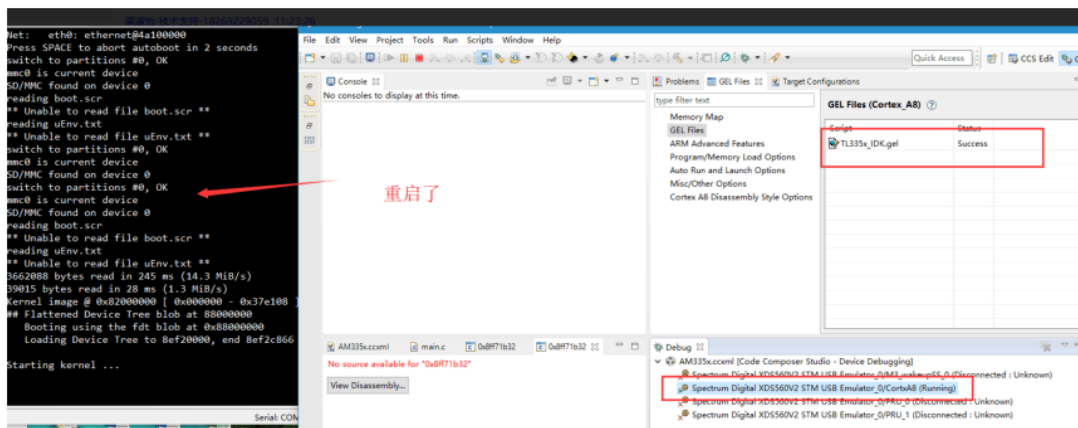 Net:   eth0: ethernet@4a100000
Press SPACE to abort autoboot in 2 seconds
switch to partitions #0, OK
mmc0 is current device
SD/MMC found on device 0
reading boot.scr
** Unable to read file boot.scr **
reading uEnv.txt
** Unable to read file uEnv.txt **
switch to partitions #0, OK
mmc0 is current device
SD/MMC found on device 0
switch to partitions #0, OK
mmc0 is current device
SD/MMC found on device 0
reading boot.scr
** Unable to read file boot.scr **
reading uEnv.txt
** Unable to read file uEnv.txt **
3662088 bytes read in 245 ms (14.3 MiB/s)
39015 bytes read in 28 ms (1.3 MiB/s)
Kernel image @ 0x82000000 [ 0x000000 - 0x37e108 ]
## Flattened Device Tree blob at 88000000
Booting using the fdt blob at 0x88000000
Loading Device Tree to 8ef20000, end 8ef2c866
Starting kernel ...
Serial: COM
File Edit View Project Tools Run Scripts Window Help
Quick Access
CCS Edit
Console
No consoles to display at this time.
重启了
Problems GEL Files Target Configurations
type filter text
Memory Map
GEL Files
ARM Advanced Features
Program/Memory Load Options
Auto Run and Launch Options
Misc/Other Options
Cortex A8 Disassembly Style Options
GEL Files (Cortex_A8)
Script Status
TL335x_IDK.gel Success
AM335x.ccxml main.c 0x8ff71b32 0x8ff71b32
No source available for "0x8ff71b32"
View Disassembly...
Debug
AM335x.ccxml [Code Composer Studio - Device Debugging]
Spectrum Digital XDS560V2 STM USB Emulator_0/M3_wakeupSS_0 (Disconnected : Unknown)
Spectrum Digital XDS560V2 STM USB Emulator_0/CortxA8 (Running)
Spectrum Digital XDS560V2 STM USB Emulator_0/PRU_0 (Disconnected : Unknown)
Spectrum Digital XDS560V2 STM USB Emulator_0/PRU_1 (Disconnected : Unknown)